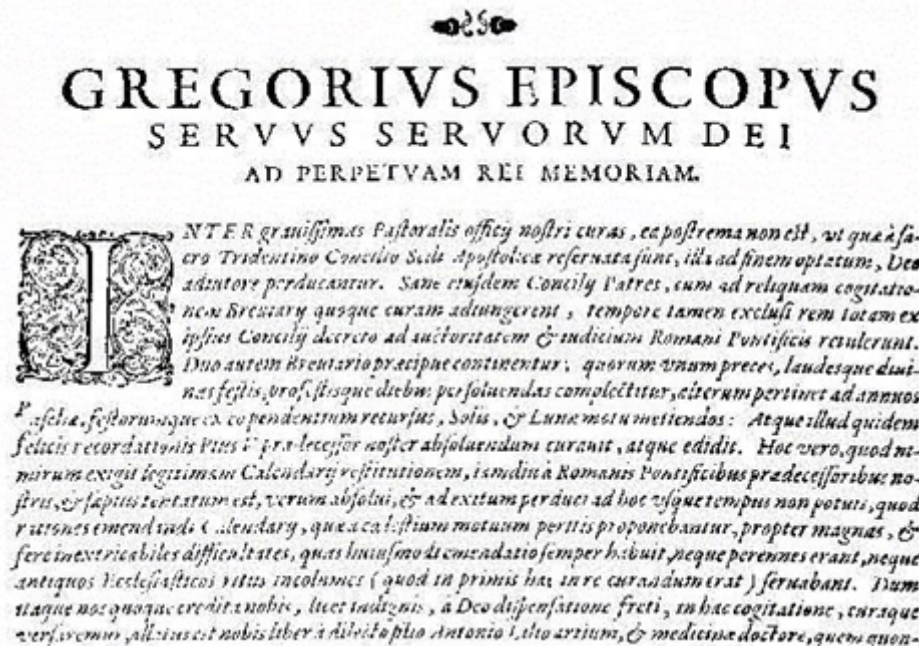 GREGORIVS EPISCOPVS
SERVVS SERVORVM DEI
AD PERPETVAM REI MEMORIAM.
INTER grauissimas Pastoralis officij nostri curas, ea postrema non est, vt quæ à sa-
cro Tridentino Concilio Sedi Apostolicæ reseruata sunt, illa ad finem optatum, Deo
adiutore perducantur. Sane eiusdem Concilij Patres, cum ad reliquam cogitatio-
nem Breuiarij quoque curam adiungerent, tempore tamen exclusi rem totam ex
ipsius Concilij decreto ad auctoritatem & iudicium Romani Pontificis retulerunt.
Duo autem Breuiario præcipue continentur: quorum vnum preces, laudesque diui-
nas festis, profestisque diebus persoluendas complectitur, alterum pertinet ad annuos
Paschæ, festorumque ex eo pendentium recursus, Solis, & Lunæ motu metiendos: Atque illud quidem
felicis recordationis Pius V prædecessor noster absoluendum curauit, atque edidit. Hoc vero, quod ni-
mirum exigit legitimam Calendarij restitutionem, iamdiu à Romanis Pontificibus prædecessoribus no-
stris, & sæpius tentatum est, verum absolui, & ad exitum perduci ad hoc vsque tempus non potuit, quod
rationes emendandi Calendarij, quæ a cælestium motuum peritis proponebantur, propter magnas, &
fere inextricabiles difficultates, quas huiusmodi emendatio semper habuit, neque perennes erant, neque
antiquos Ecclesiasticos ritus incolumes (quod in primis hac in re curandum erat) seruabant. Dum
itaque nos quoque credita nobis, licet indignis, a Deo dispensatione freti, in hac cogitatione, curaque
versaremur, allatus est nobis liber à dilecto filio Antonio Lilio artium, & medicinæ doctore, quem quon-